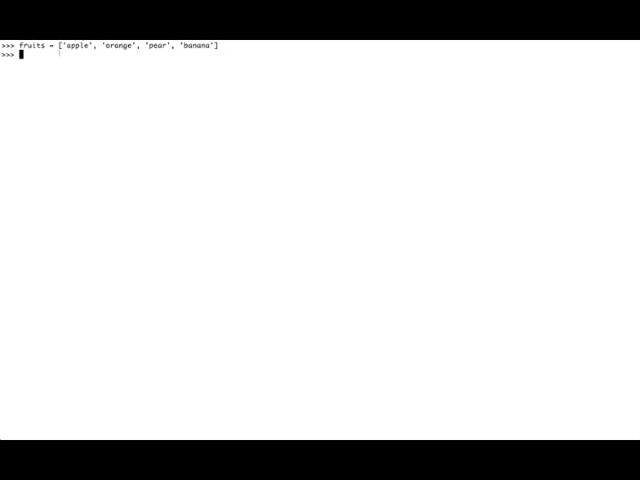 >>> fruits = ['apple', 'orange', 'pear', 'banana']
>>>